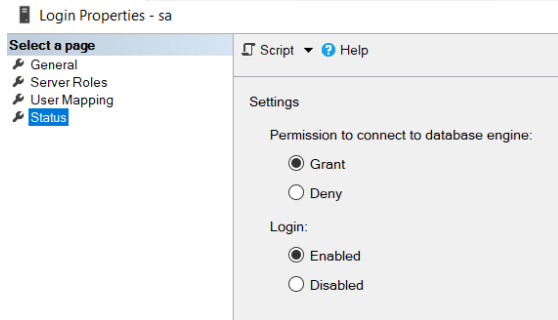 Login Properties - sa
Select a page
General
Server Roles
User Mapping
Status
Script
Help
Settings
Permission to connect to database engine:
Grant
Deny
Login:
Enabled
Disabled